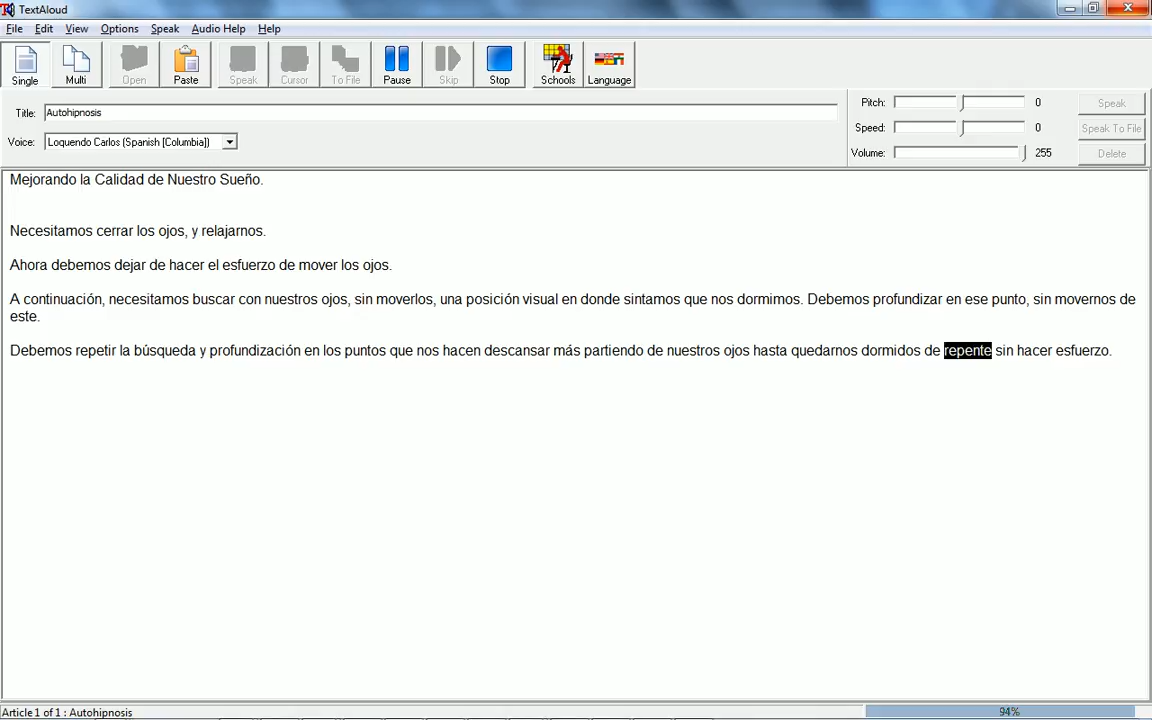 TextAloud
File Edit View Options Speak Audio Help Help
Single Multi Open Paste Speak Cursor To File Pause Skip Stop Schools Language
Title: Autohipnosis
Voice: Loquendo Carlos (Spanish [Columbia])
Pitch: 0 Speak
Speed: 0 Speak To File
Volume: 255 Delete
Mejorando la Calidad de Nuestro Sueño.
Necesitamos cerrar los ojos, y relajarnos.
Ahora debemos dejar de hacer el esfuerzo de mover los ojos.
A continuación, necesitamos buscar con nuestros ojos, sin moverlos, una posición visual en donde sintamos que nos dormimos. Debemos profundizar en ese punto, sin movernos de
este.
Debemos repetir la búsqueda y profundización en los puntos que nos hacen descansar más partiendo de nuestros ojos hasta quedarnos dormidos de repente sin hacer esfuerzo.
Article 1 of 1 : Autohipnosis 94%